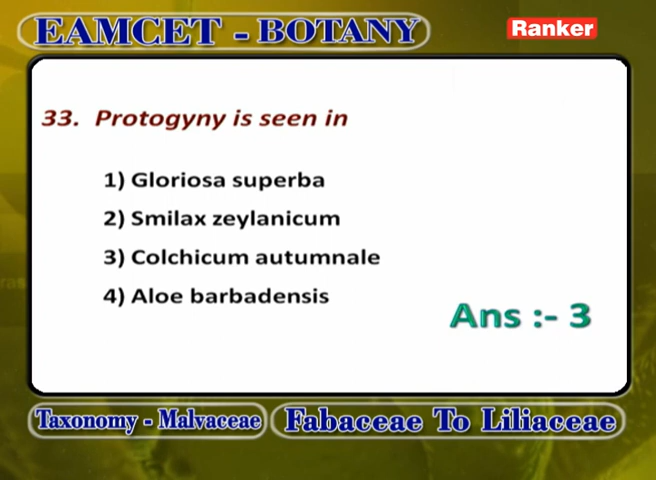 EAMCET - BOTANY
Ranker
33. Protogyny is seen in
1) Gloriosa superba
2) Smilax zeylanicum
3) Colchicum autumnale
4) Aloe barbadensis
Ans :- 3
Taxonomy - Malvaceae
Fabaceae To Liliaceae